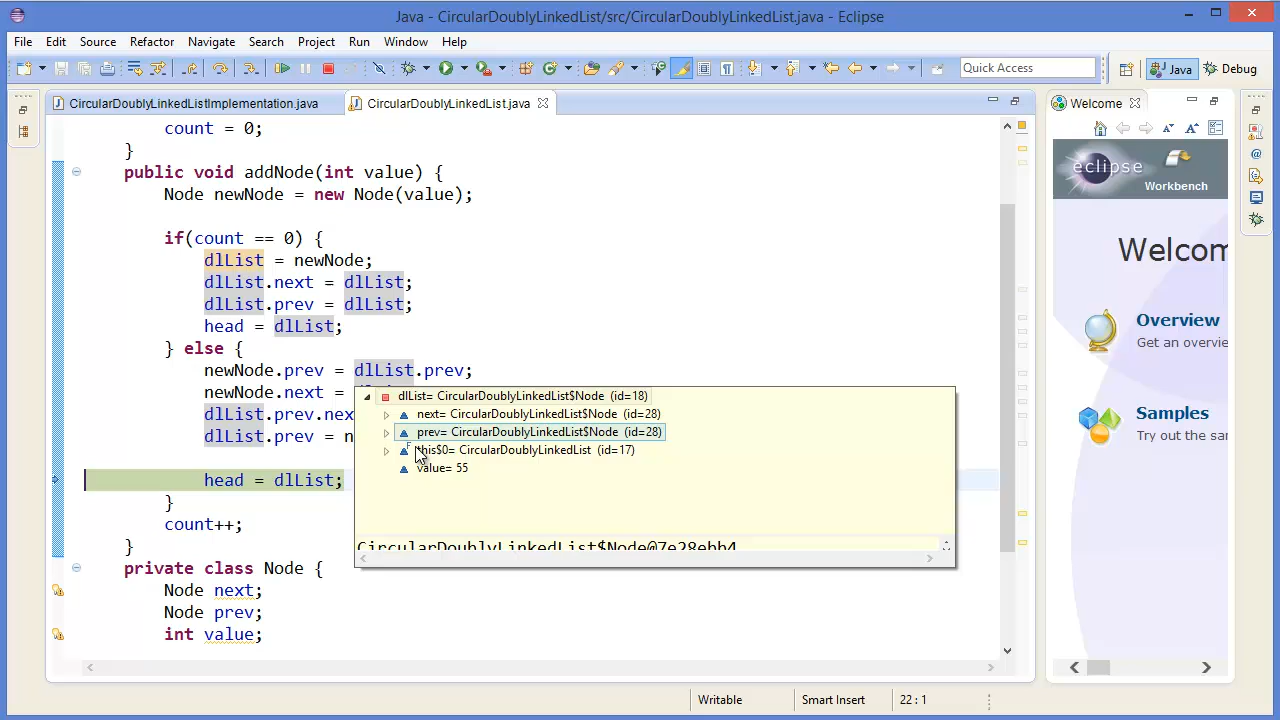 Java - CircularDoublyLinkedList/src/CircularDoublyLinkedList.java - Eclipse
File Edit Source Refactor Navigate Search Project Run Window Help
Quick Access
Java
Debug
CircularDoublyLinkedListImplementation.java
CircularDoublyLinkedList.java
Welcome
count = 0;
}
public void addNode(int value) {
Node newNode = new Node(value);
if(count == 0) {
dlList = newNode;
dlList.next = dlList;
dlList.prev = dlList;
head = dlList;
} else {
newNode.prev = dlList.prev;
newNode.next =
dlList.prev.nex
dlList.prev = n
head = dlList;
}
count++;
}
private class Node {
Node next;
Node prev;
int value;
dlList= CircularDoublyLinkedList$Node (id=18)
next= CircularDoublyLinkedList$Node (id=28)
prev= CircularDoublyLinkedList$Node (id=28)
this$0= CircularDoublyLinkedList (id=17)
value= 55
CircularDoublyLinkedList$Node@7e28ebb4
eclipse
Workbench
Welcom
Overview
Get an overvie
Samples
Try out the sar
Writable
Smart Insert
22 : 1